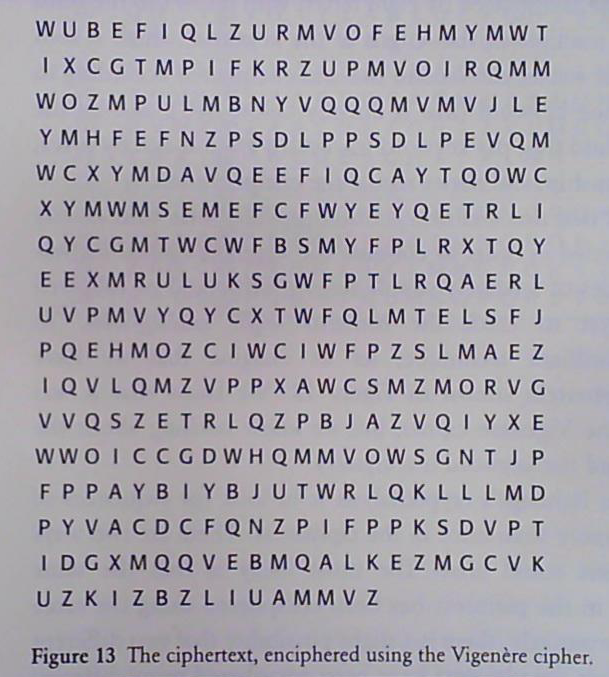 W U B E F I Q L Z U R M V O F E H M Y M W T
I X C G T M P I F K R Z U P M V O I R Q M M
W O Z M P U L M B N Y V Q Q Q M V M V J L E
Y M H F E F N Z P S D L P P S D L P E V Q M
W C X Y M D A V Q E E F I Q C A Y T Q O W C
X Y M W M S E M E F C F W Y E Y Q E T R L I
Q Y C G M T W C W F B S M Y F P L R X T Q Y
E E X M R U L U K S G W F P T L R Q A E R L
U V P M V Y Q Y C X T W F Q L M T E L S F J
P Q E H M O Z C I W C I W F P Z S L M A E Z
I Q V L Q M Z V P P X A W C S M Z M O R V G
V V Q S Z E T R L Q Z P B J A Z V Q I Y X E
W W O I C C G D W H Q M M V O W S G N T J P
F P P A Y B I Y B J U T W R L Q K L L L M D
P Y V A C D C F Q N Z P I F P P K S D V P T
I D G X M Q Q V E B M Q A L K E Z M G C V K
U Z K I Z B Z L I U A M M V Z
Figure 13 The ciphertext, enciphered using the Vigenère cipher.